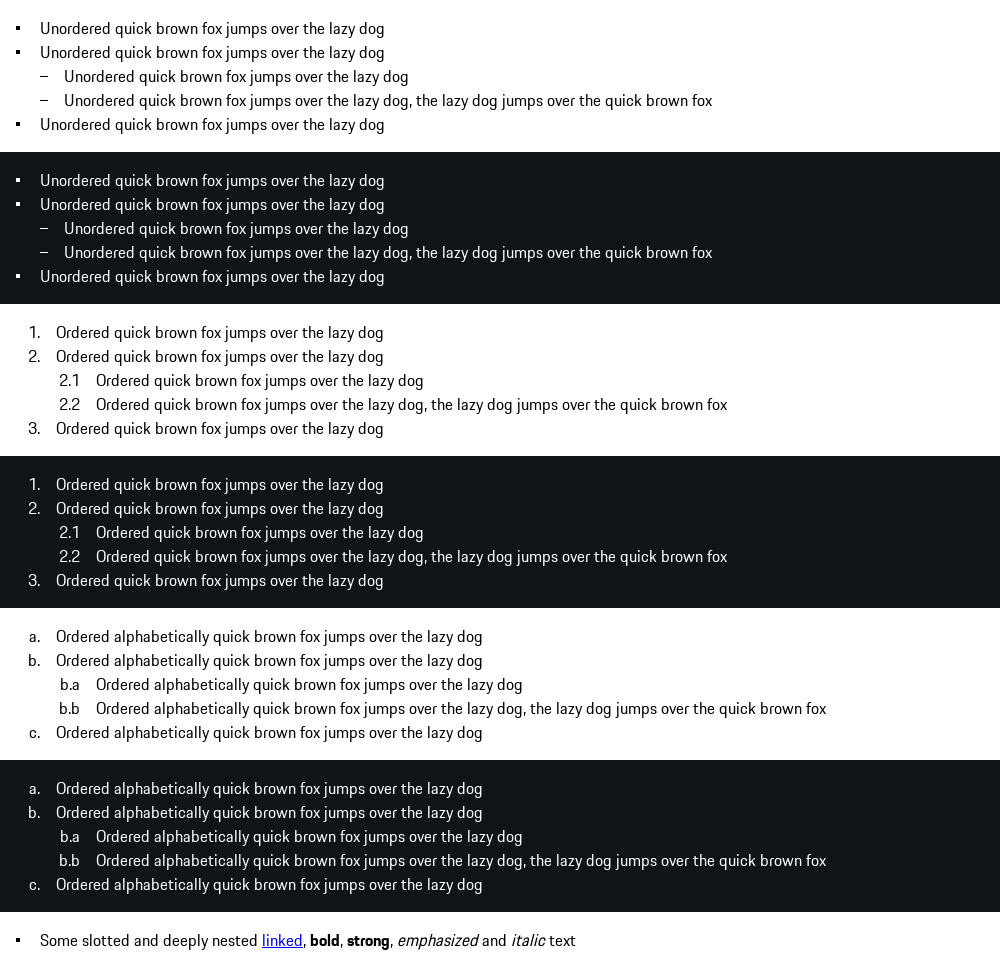 ▪ Unordered quick brown fox jumps over the lazy dog
▪ Unordered quick brown fox jumps over the lazy dog
– Unordered quick brown fox jumps over the lazy dog
– Unordered quick brown fox jumps over the lazy dog, the lazy dog jumps over the quick brown fox
▪ Unordered quick brown fox jumps over the lazy dog
▪ Unordered quick brown fox jumps over the lazy dog
▪ Unordered quick brown fox jumps over the lazy dog
– Unordered quick brown fox jumps over the lazy dog
– Unordered quick brown fox jumps over the lazy dog, the lazy dog jumps over the quick brown fox
▪ Unordered quick brown fox jumps over the lazy dog
1. Ordered quick brown fox jumps over the lazy dog
2. Ordered quick brown fox jumps over the lazy dog
2.1 Ordered quick brown fox jumps over the lazy dog
2.2 Ordered quick brown fox jumps over the lazy dog, the lazy dog jumps over the quick brown fox
3. Ordered quick brown fox jumps over the lazy dog
1. Ordered quick brown fox jumps over the lazy dog
2. Ordered quick brown fox jumps over the lazy dog
2.1 Ordered quick brown fox jumps over the lazy dog
2.2 Ordered quick brown fox jumps over the lazy dog, the lazy dog jumps over the quick brown fox
3. Ordered quick brown fox jumps over the lazy dog
a. Ordered alphabetically quick brown fox jumps over the lazy dog
b. Ordered alphabetically quick brown fox jumps over the lazy dog
b.a Ordered alphabetically quick brown fox jumps over the lazy dog
b.b Ordered alphabetically quick brown fox jumps over the lazy dog, the lazy dog jumps over the quick brown fox
c. Ordered alphabetically quick brown fox jumps over the lazy dog
a. Ordered alphabetically quick brown fox jumps over the lazy dog
b. Ordered alphabetically quick brown fox jumps over the lazy dog
b.a Ordered alphabetically quick brown fox jumps over the lazy dog
b.b Ordered alphabetically quick brown fox jumps over the lazy dog, the lazy dog jumps over the quick brown fox
c. Ordered alphabetically quick brown fox jumps over the lazy dog
▪ Some slotted and deeply nested linked, bold, strong, emphasized and italic text